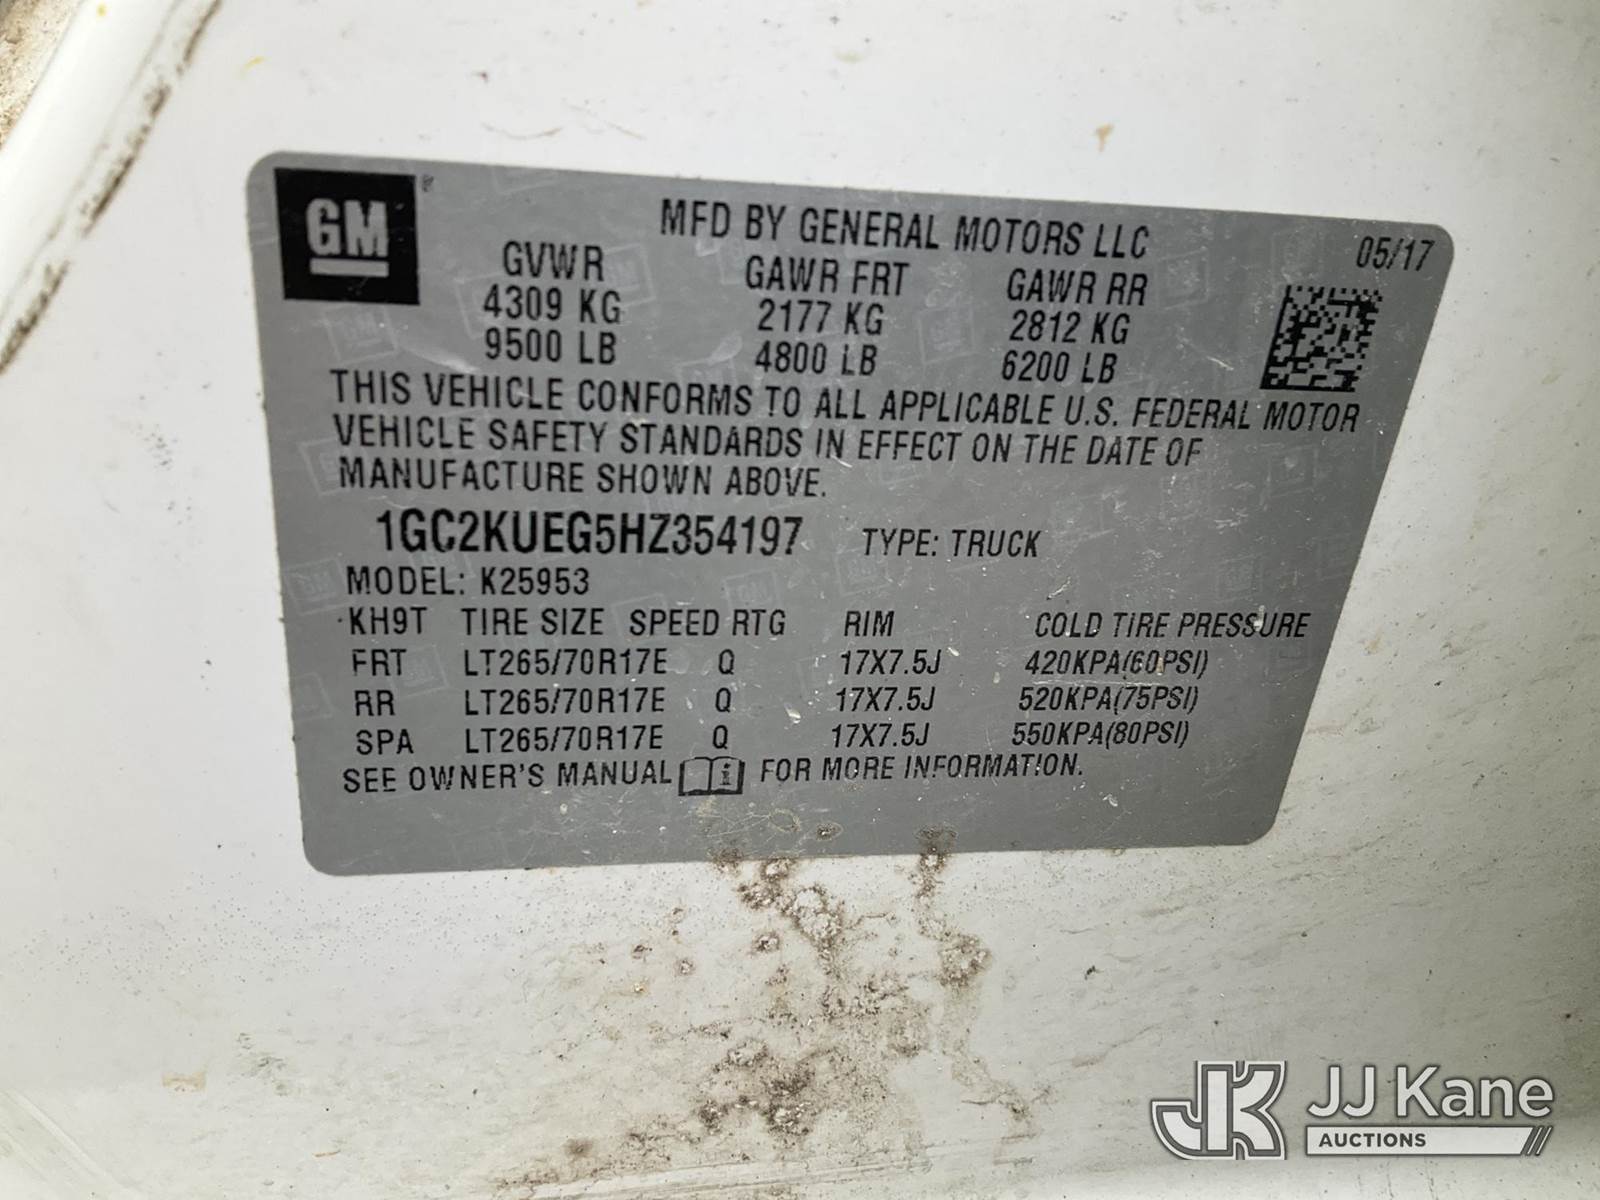 GM
MFD BY GENERAL MOTORS LLC 05/17
GVWR GAWR FRT GAWR RR
4309 KG 2177 KG 2812 KG
9500 LB 4800 LB 6200 LB
THIS VEHICLE CONFORMS TO ALL APPLICABLE U.S. FEDERAL MOTOR
VEHICLE SAFETY STANDARDS IN EFFECT ON THE DATE OF
MANUFACTURE SHOWN ABOVE.
1GC2KUEG5HZ354197 TYPE: TRUCK
MODEL: K25953
KH9T TIRE SIZE SPEED RTG RIM COLD TIRE PRESSURE
FRT LT265/70R17E Q 17X7.5J 420KPA(60PSI)
RR LT265/70R17E Q 17X7.5J 520KPA(75PSI)
SPA LT265/70R17E Q 17X7.5J 550KPA(80PSI)
SEE OWNER'S MANUAL FOR MORE INFORMATION.
JK JJ Kane
AUCTIONS